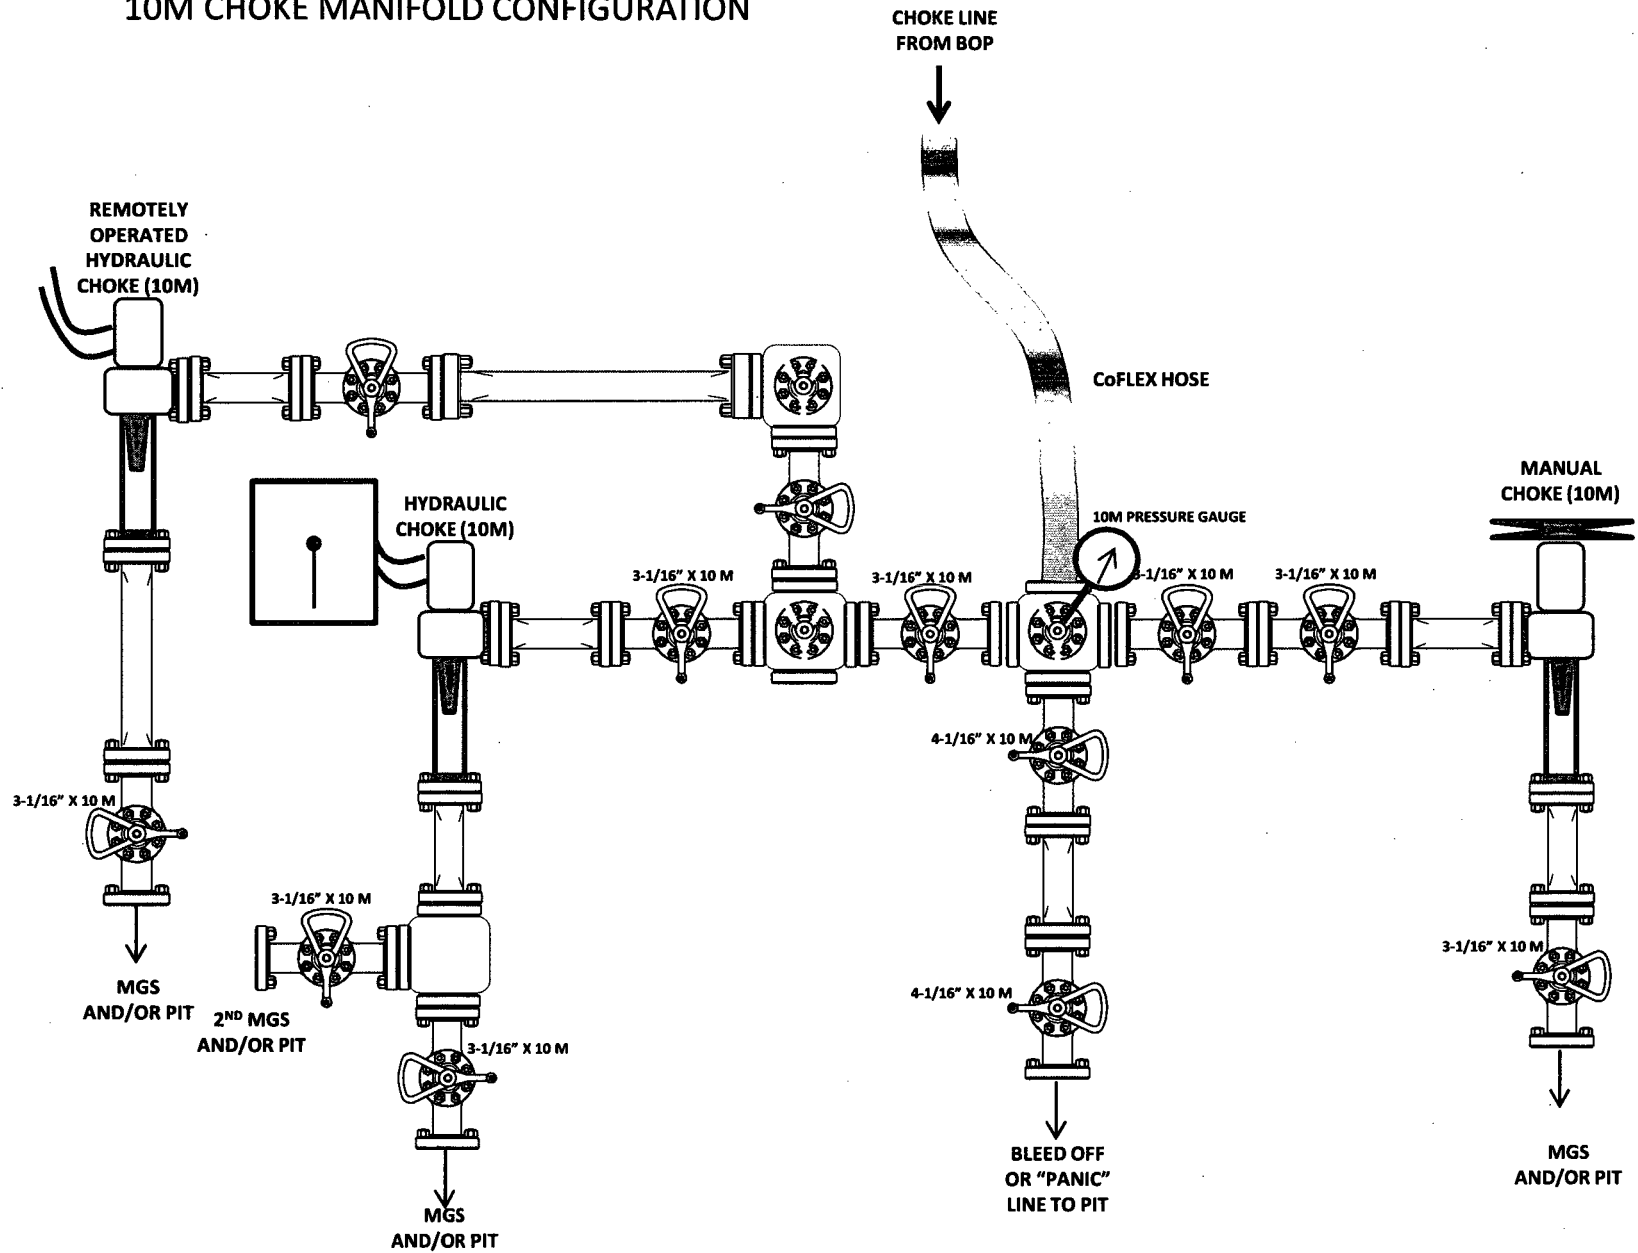 10M CHOKE MANIFOLD CONFIGURATION
CHOKE LINE
FROM BOP
REMOTELY
OPERATED
HYDRAULIC
CHOKE (10M)
CoFLEX HOSE
MANUAL
CHOKE (10M)
HYDRAULIC
CHOKE (10M)
10M PRESSURE GAUGE
3-1/16" X 10 M
3-1/16" X 10 M
3-1/16" X 10 M
3-1/16" X 10 M
4-1/16" X 10 M
3-1/16" X 10 M
3-1/16" X 10 M
3-1/16" X 10 M
MGS
AND/OR PIT
2ND MGS
AND/OR PIT
4-1/16" X 10 M
3-1/16" X 10 M
BLEED OFF
OR “PANIC”
LINE TO PIT
MGS
AND/OR PIT
MGS
AND/OR PIT